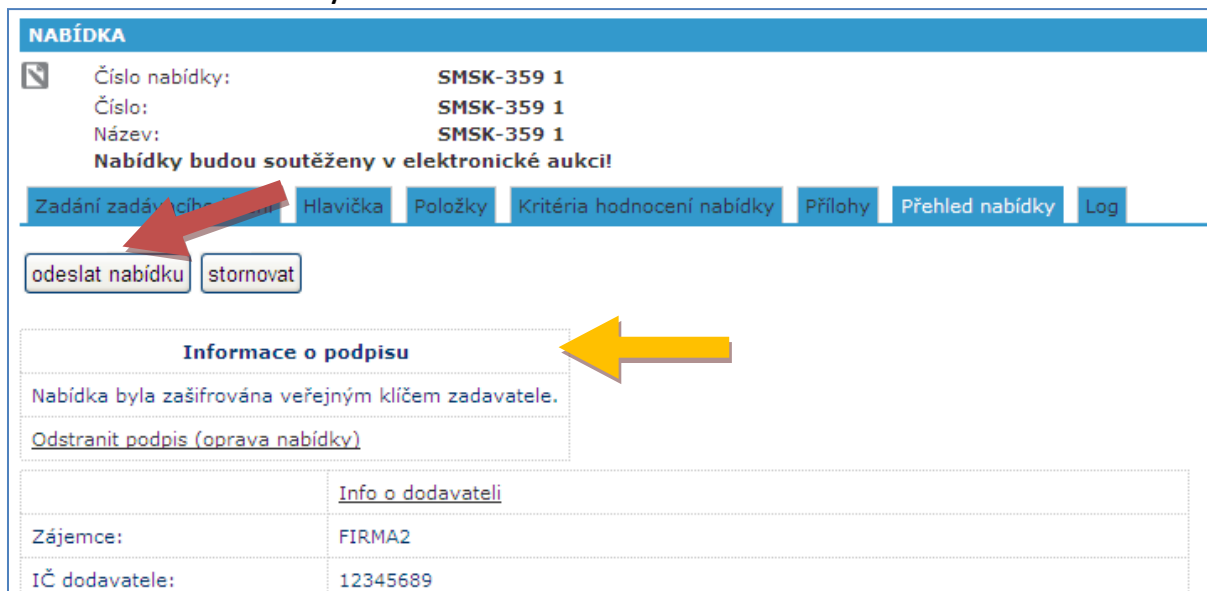 NABÍDKA
Číslo nabídky: SMSK-359 1
Číslo: SMSK-359 1
Název: SMSK-359 1
Nabídky budou soutěženy v elektronické aukci!
Zadání Hlavička Položky Kritéria hodnocení nabídky Přílohy Přehled nabídky Log
odeslat nabídku stornovat
Informace o podpisu
Nabídka byla zašifrována veřejným klíčem zadavatele.
Odstranit podpis (oprava nabídky)
Info o dodavateli
Zájemce: FIRMA2
IČ dodavatele: 12345689